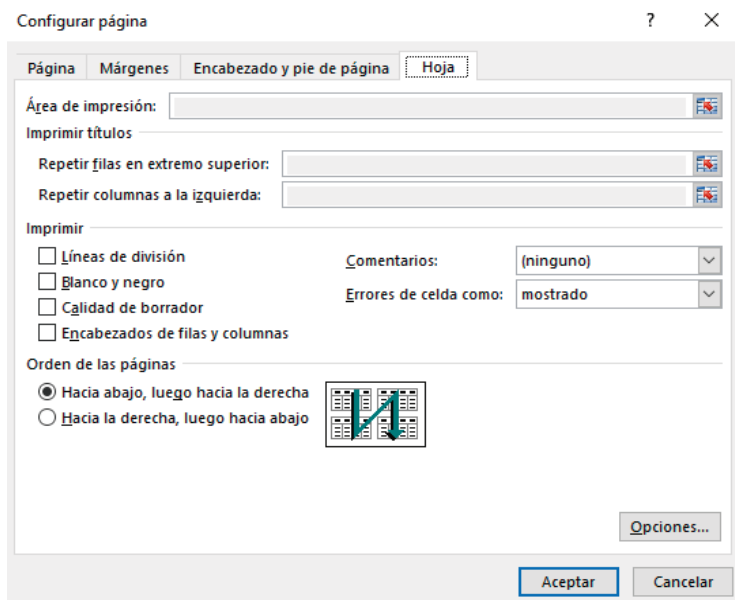 Configurar página ? ×
Página Márgenes Encabezado y pie de página Hoja
Área de impresión:
Imprimir títulos
Repetir filas en extremo superior:
Repetir columnas a la izquierda:
Imprimir
Líneas de división
Blanco y negro
Calidad de borrador
Encabezados de filas y columnas
Comentarios: (ninguno)
Errores de celda como: mostrado
Orden de las páginas
Hacia abajo, luego hacia la derecha
Hacia la derecha, luego hacia abajo
Opciones...
Aceptar Cancelar